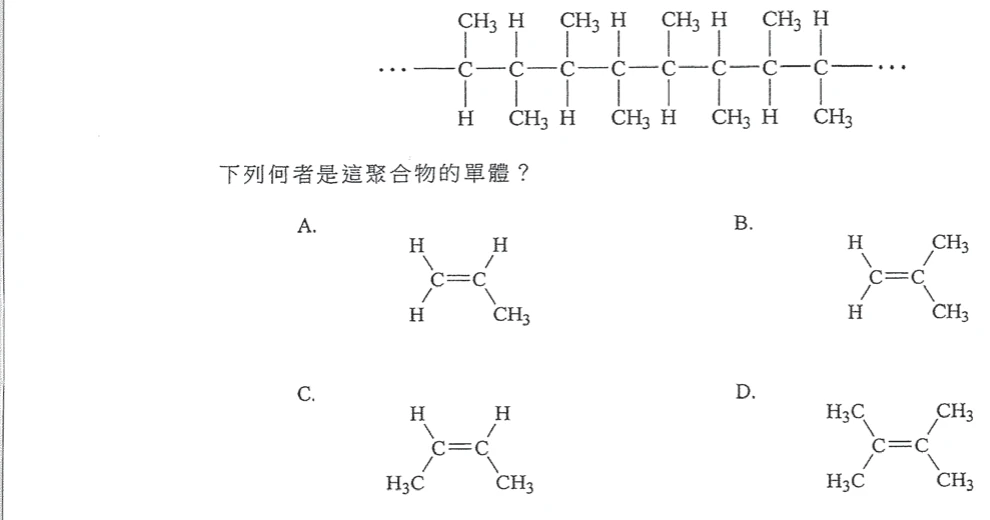 CH₃ H CH₃ H CH₃ H CH₃ H
··· C C C C C C C C ···
H CH₃ H CH₃ H CH₃ H CH₃
下列何者是這聚合物的單體？
A. B.
H H H CH₃
C=C C=C
H CH₃ H CH₃
C. D.
H H H₃C CH₃
C=C C=C
H₃C CH₃ H₃C CH₃